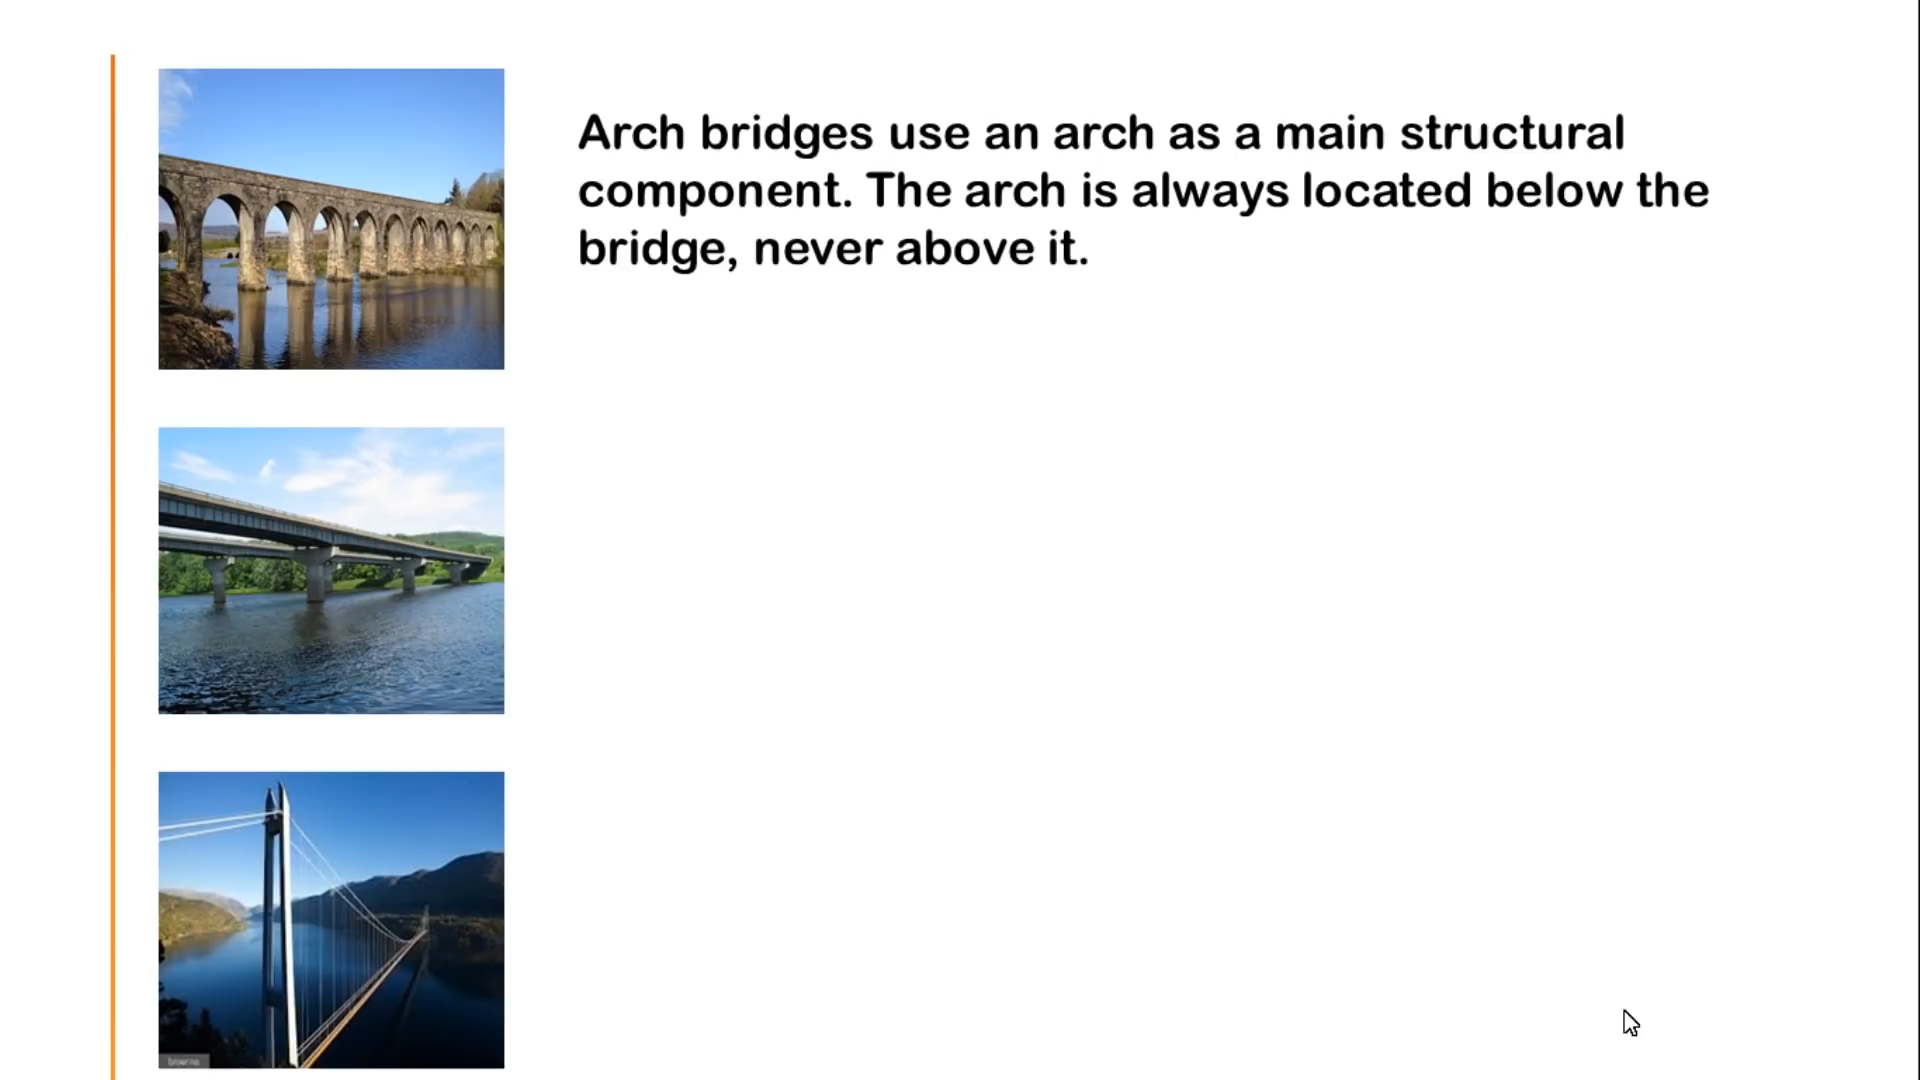 Arch bridges use an arch as a main structural
component. The arch is always located below the
bridge, never above it.